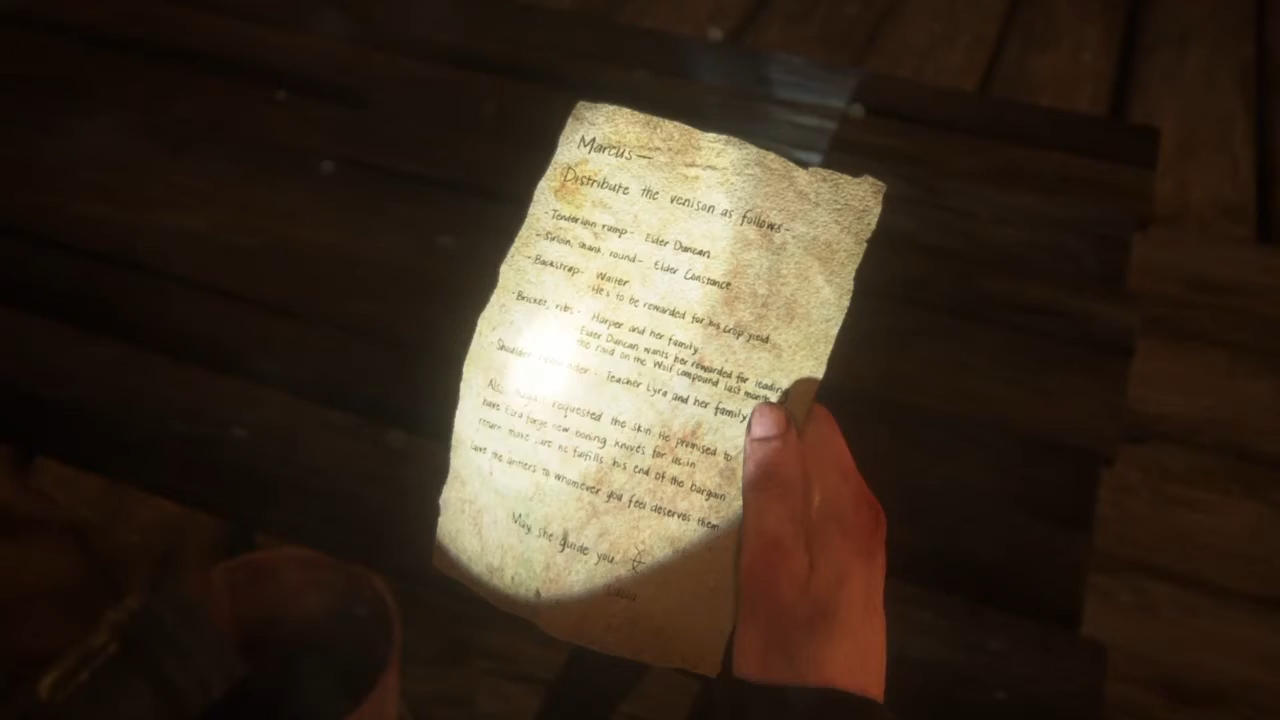 Marcus—
Distribute the venison as follows-
-Tenderloin rump- Elder Duncan
-Sirloin, shank, round- Elder Constance
-Backstrap- Walter
He's to be rewarded for his crop yield.
-Brisket, ribs- Harper and her family.
Elder Duncan wants her rewarded for leading
the raid on the Wolf compound last month.
-Shoulder - Teacher Lyra and her family
Also requested the skin. He promised to
have Ezra forge new boning knives for us in
return. Make sure he fulfills his end of the bargain
Give the antlers to whomever you feel deserves them
May she guide you.